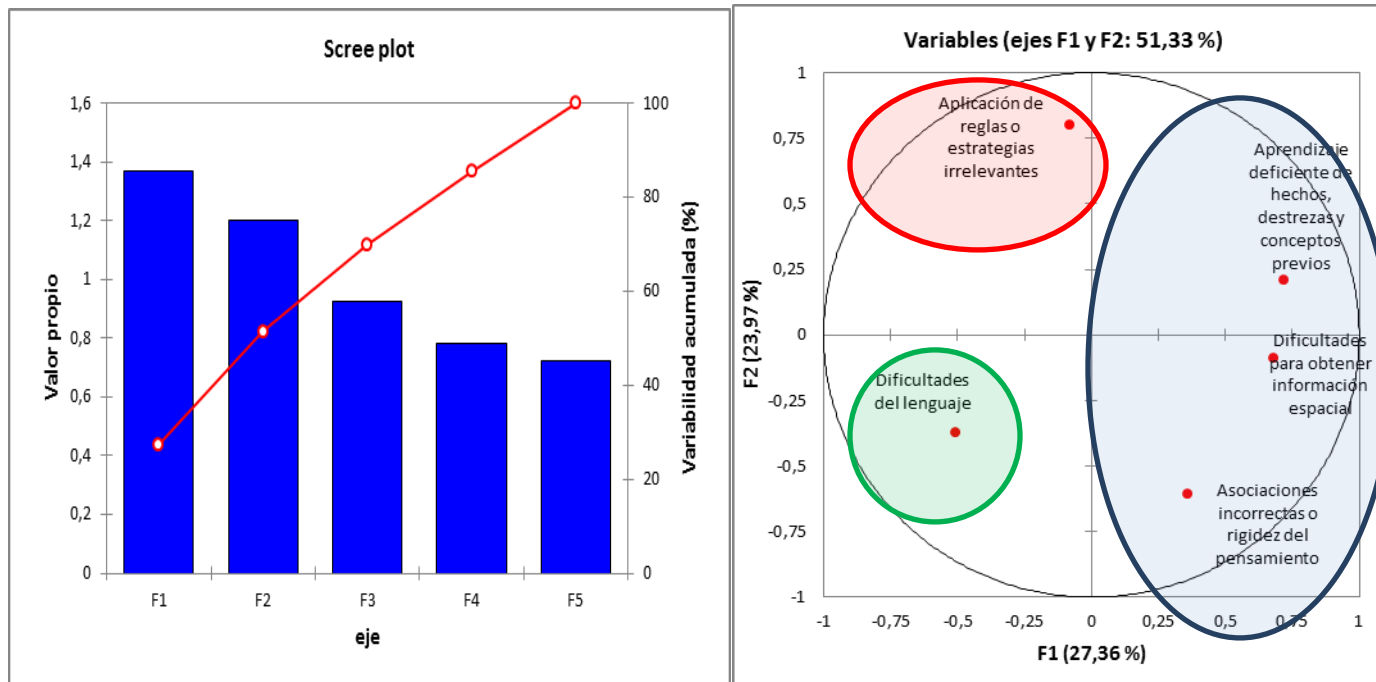 Scree plot
1,6
1,4
1,2
1
0,8
0,6
0,4
0,2
0
Valor propio
100
80
60
40
20
0
Variabilidad acumulada (%)
F1 F2 F3 F4 F5
eje
Variables (ejes F1 y F2: 51,33 %)
1
0,75
0,5
0,25
0
-0,25
-0,5
-0,75
-1
F2 (23,97 %)
Aplicación de
reglas o
estrategias
irrelevantes
Aprendizaje
deficiente de
hechos,
destrezas y
conceptos
previos
Dificultades
para obtener
información
espacial
Dificultades
del lenguaje
Asociaciones
incorrectas o
rigidez del
pensamiento
-1 -0,75 -0,5 -0,25 0 0,25 0,5 0,75 1
F1 (27,36 %)